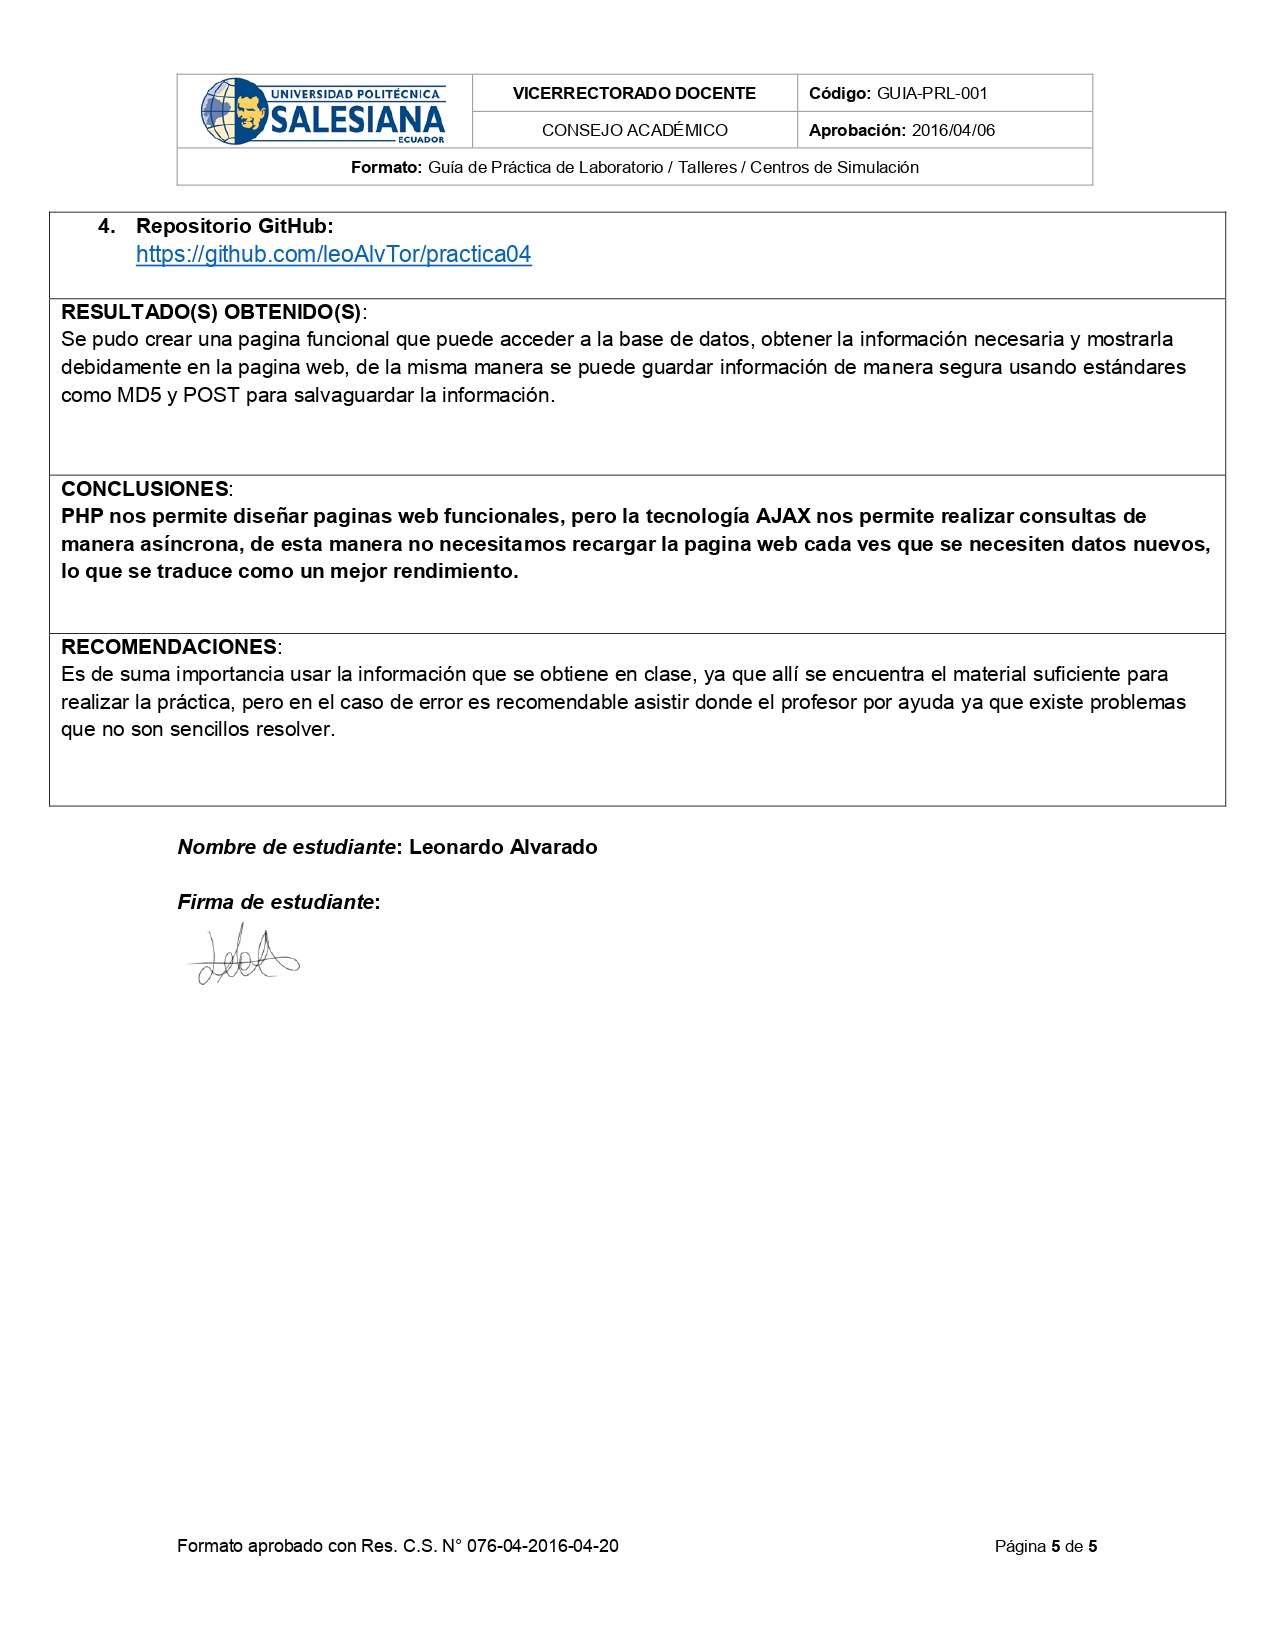 UNIVERSIDAD POLITÉCNICA
SALESIANA
ECUADOR
VICERRECTORADO DOCENTE
Código: GUIA-PRL-001
CONSEJO ACADÉMICO
Aprobación: 2016/04/06
Formato: Guía de Práctica de Laboratorio / Talleres / Centros de Simulación
4. Repositorio GitHub:
https://github.com/leoAlvTor/practica04
RESULTADO(S) OBTENIDO(S):
Se pudo crear una pagina funcional que puede acceder a la base de datos, obtener la información necesaria y mostrarla
debidamente en la pagina web, de la misma manera se puede guardar información de manera segura usando estándares
como MD5 y POST para salvaguardar la información.
CONCLUSIONES:
PHP nos permite diseñar paginas web funcionales, pero la tecnología AJAX nos permite realizar consultas de
manera asíncrona, de esta manera no necesitamos recargar la pagina web cada ves que se necesiten datos nuevos,
lo que se traduce como un mejor rendimiento.
RECOMENDACIONES:
Es de suma importancia usar la información que se obtiene en clase, ya que allí se encuentra el material suficiente para
realizar la práctica, pero en el caso de error es recomendable asistir donde el profesor por ayuda ya que existe problemas
que no son sencillos resolver.
Nombre de estudiante: Leonardo Alvarado
Firma de estudiante:
Formato aprobado con Res. C.S. N° 076-04-2016-04-20
Página 5 de 5